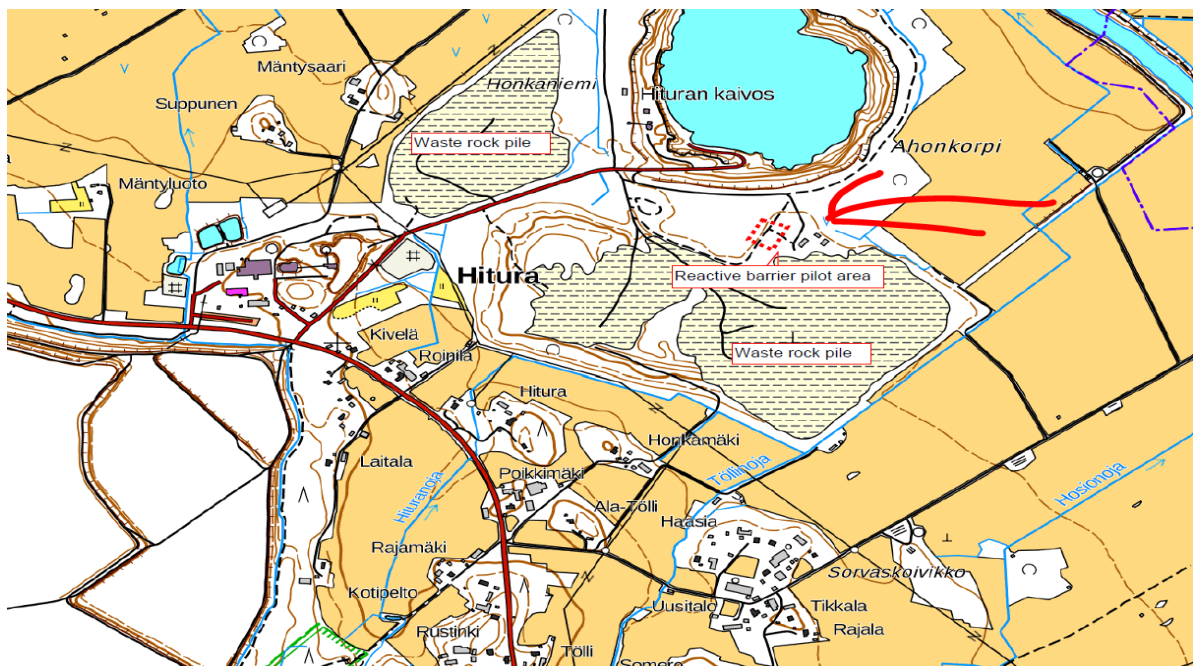 Mäntysaari
Honkaniemi
Hituran kaivos
Suppunen
Waste rock pile
Ahonkorpi
Mäntyluoto
Hitura
Reactive barrier pilot area
Kivelä
Roinila
Waste rock pile
Hitura
Honkamäki
Laitala
Poikkimäki
Töllinoja
Hosionoja
Hituranoja
Ala-Tölli
Haasia
Rajamäki
Sorvaskoivikko
Kotipelto
Uusitalo
Tikkala
Rustinki
Rajala
Tölli
Somero